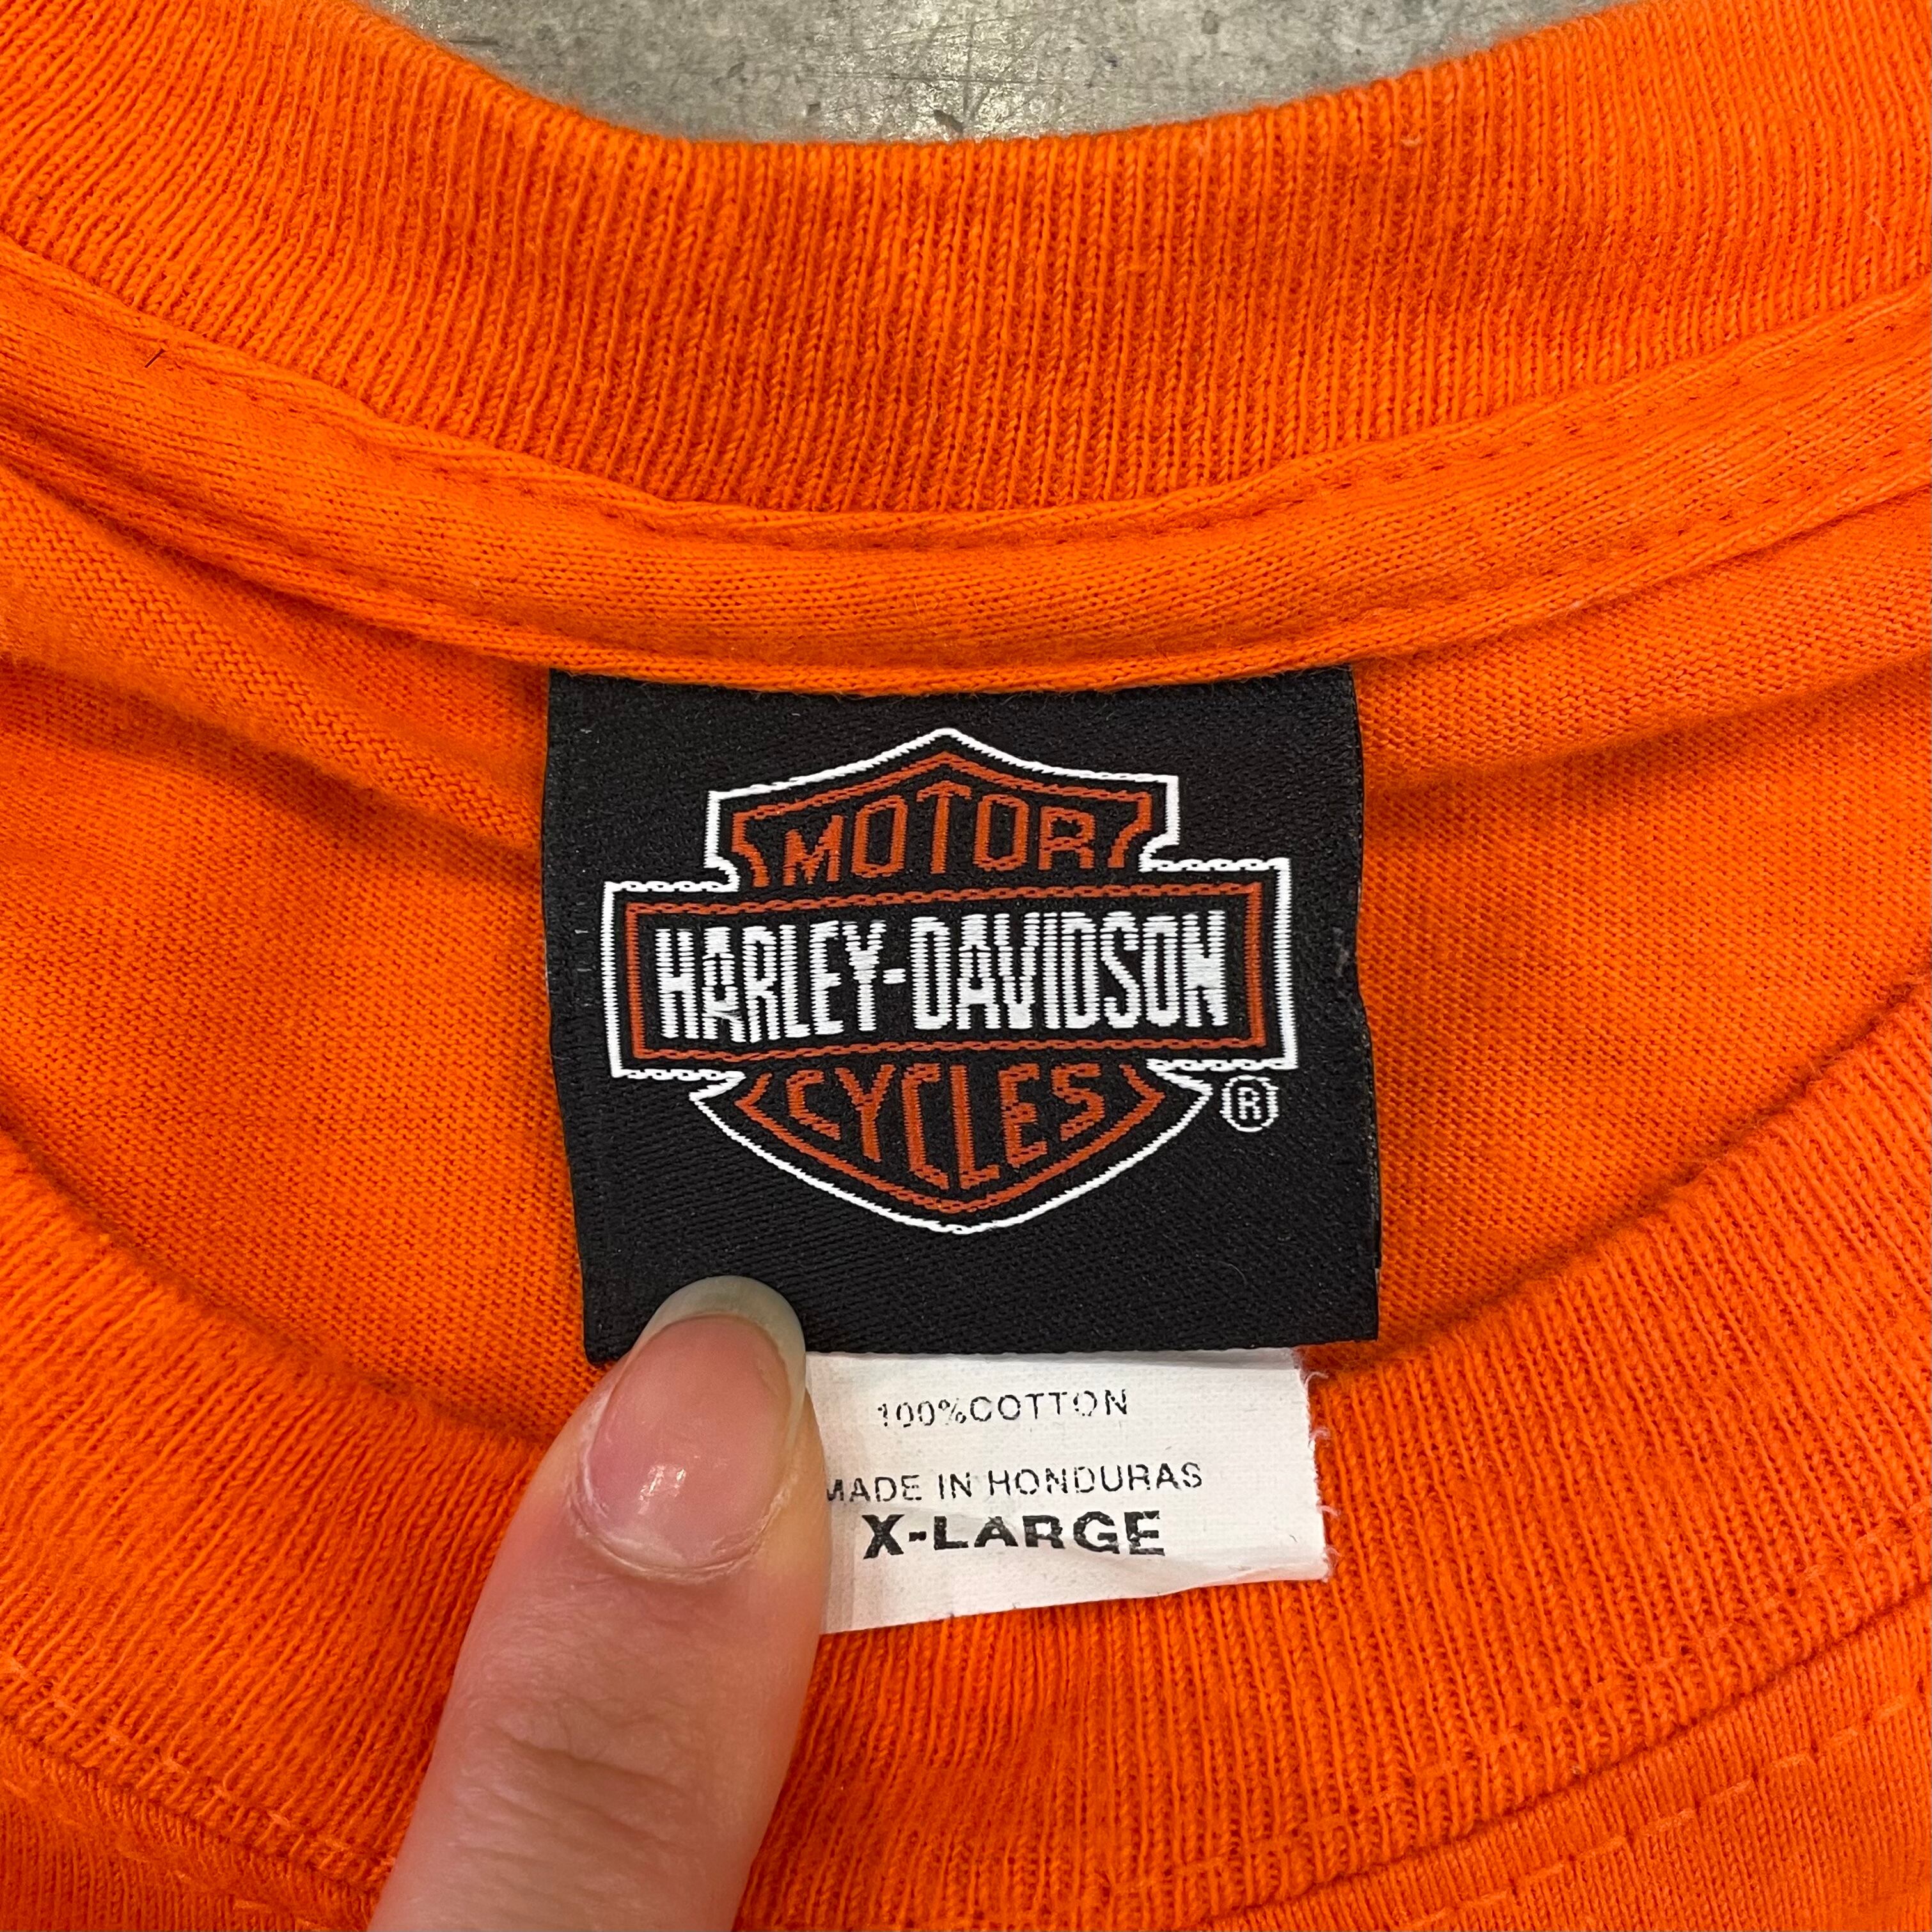 MOTOR
HARLEY-DAVIDSON
CYCLES
®
100%COTTON
MADE IN HONDURAS
X-LARGE